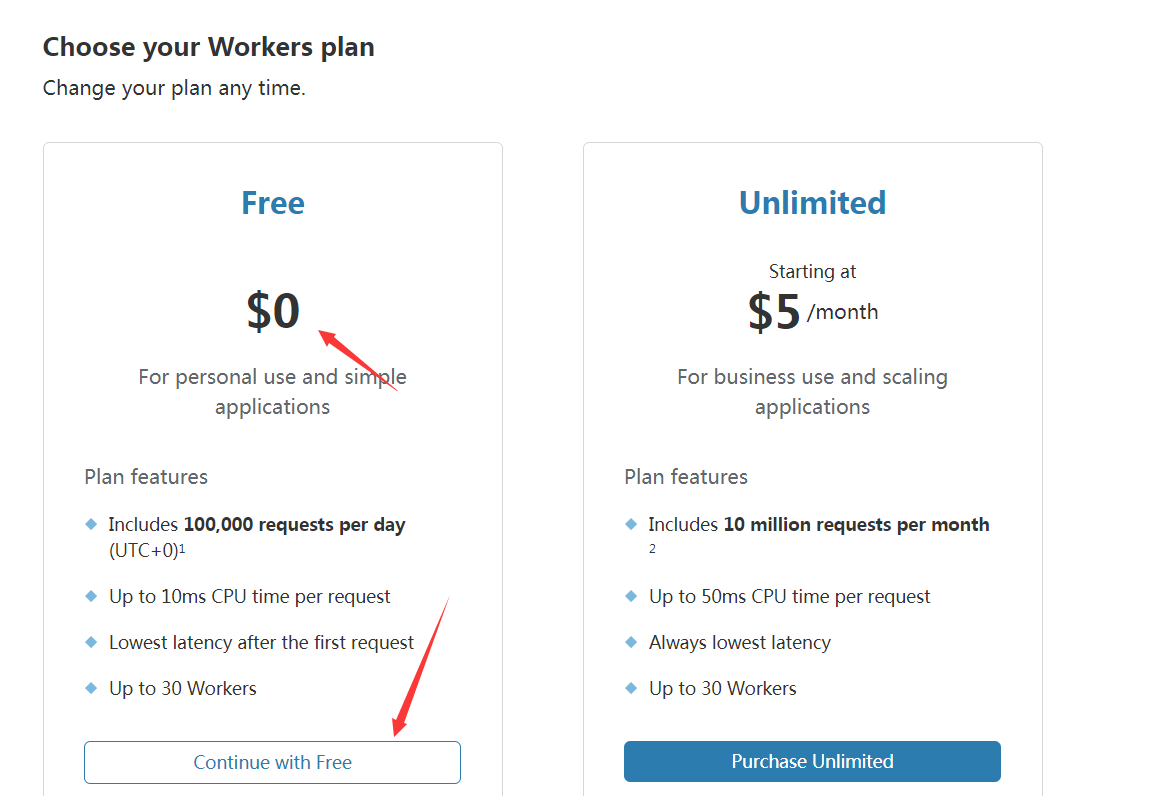 Choose your Workers plan
Change your plan any time.
Free
$0
For personal use and simple
applications
Plan features
Includes 100,000 requests per day
(UTC+0)1
Up to 10ms CPU time per request
Lowest latency after the first request
Up to 30 Workers
Continue with Free
Unlimited
Starting at
$5 /month
For business use and scaling
applications
Plan features
Includes 10 million requests per month
2
Up to 50ms CPU time per request
Always lowest latency
Up to 30 Workers
Purchase Unlimited